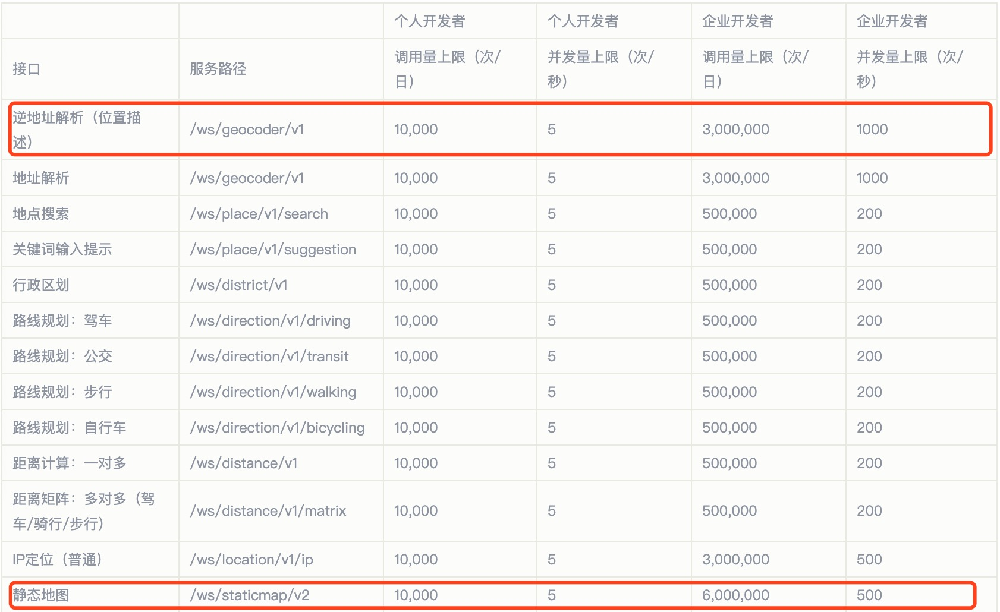 个人开发者 个人开发者 企业开发者 企业开发者
接口 服务路径 调用量上限（次/日） 并发量上限（次/秒） 调用量上限（次/日） 并发量上限（次/秒）
逆地址解析（位置描述） /ws/geocoder/v1 10,000 5 3,000,000 1000
地址解析 /ws/geocoder/v1 10,000 5 3,000,000 1000
地点搜索 /ws/place/v1/search 10,000 5 500,000 200
关键词输入提示 /ws/place/v1/suggestion 10,000 5 500,000 200
行政区划 /ws/district/v1 10,000 5 500,000 200
路线规划：驾车 /ws/direction/v1/driving 10,000 5 500,000 200
路线规划：公交 /ws/direction/v1/transit 10,000 5 500,000 200
路线规划：步行 /ws/direction/v1/walking 10,000 5 500,000 200
路线规划：自行车 /ws/direction/v1/bicycling 10,000 5 500,000 200
距离计算：一对多 /ws/distance/v1 10,000 5 500,000 200
距离矩阵：多对多（驾车/骑行/步行） /ws/distance/v1/matrix 10,000 5 500,000 200
IP定位（普通） /ws/location/v1/ip 10,000 5 3,000,000 500
静态地图 /ws/staticmap/v2 10,000 5 6,000,000 500